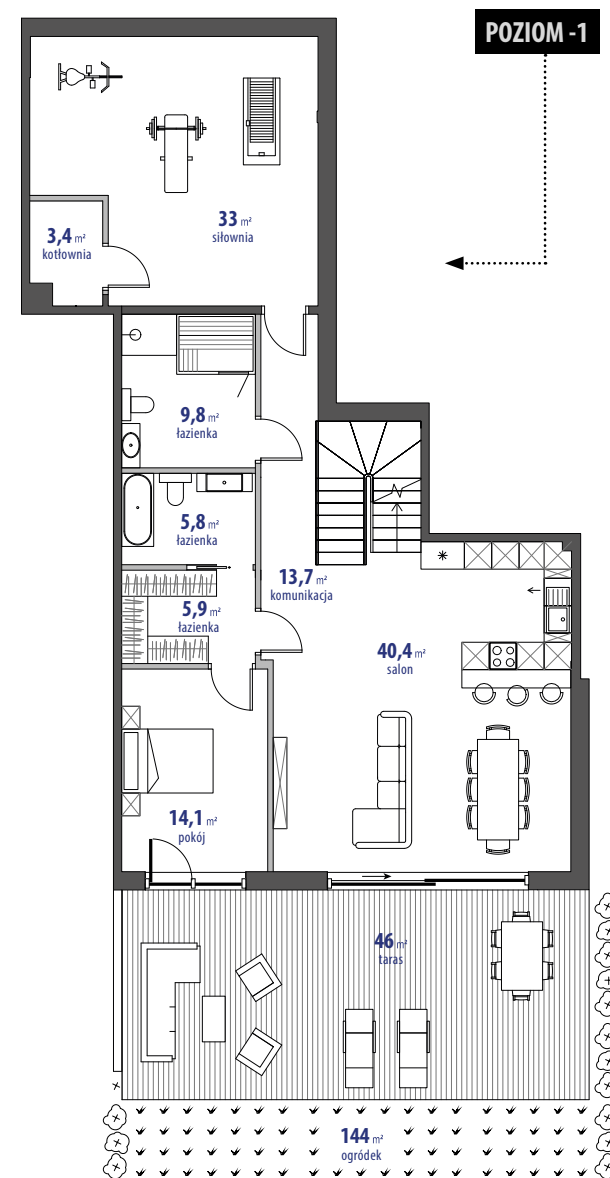 POZIOM -1
33 m²
siłownia
3,4 m²
kotłownia
9,8 m²
łazienka
5,8 m²
łazienka
13,7 m²
komunikacja
5,9 m²
łazienka
40,4 m²
salon
14,1 m²
pokój
46 m²
taras
144 m²
ogródek